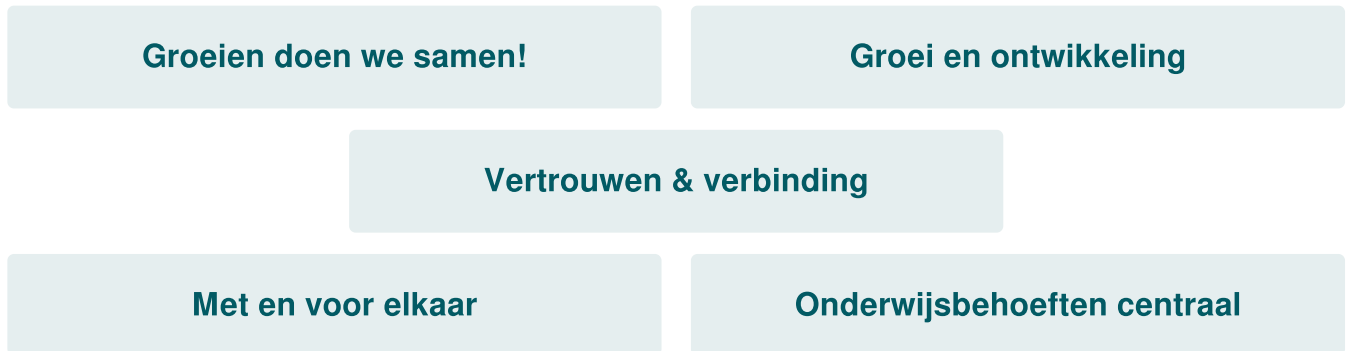 Groeien doen we samen!
Groei en ontwikkeling
Vertrouwen & verbinding
Met en voor elkaar
Onderwijsbehoeften centraal